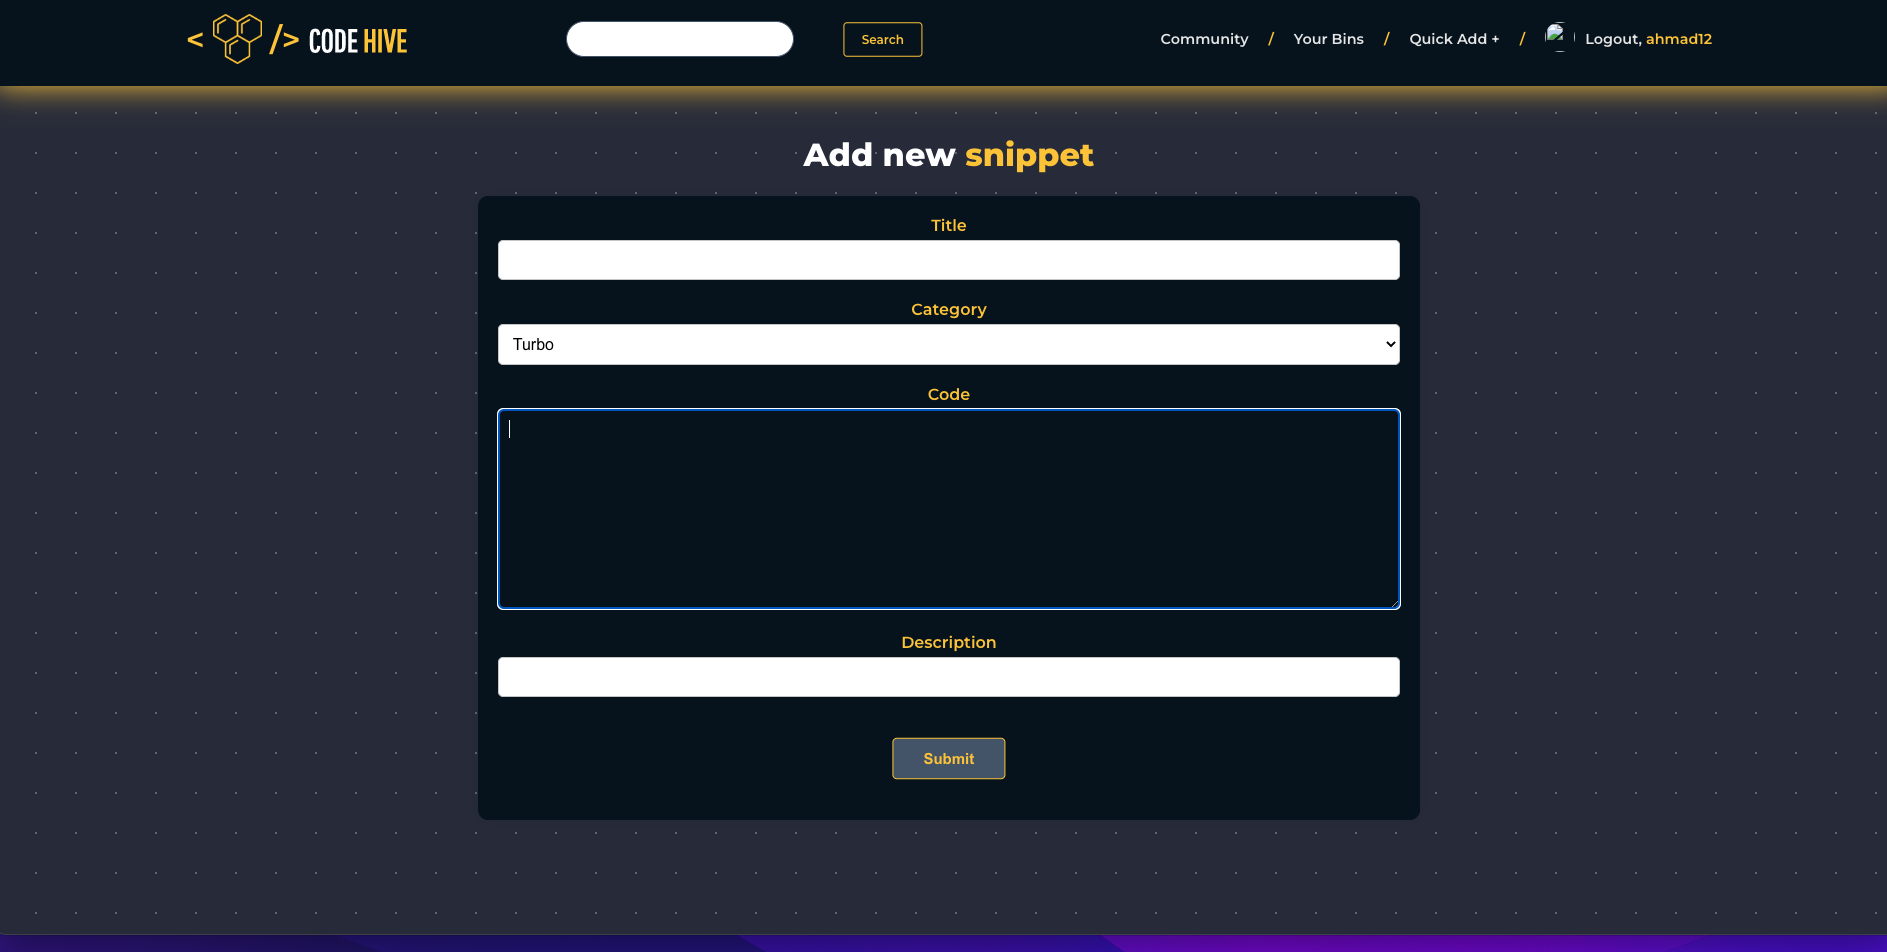 < /> CODE HIVE
Search
Community / Your Bins / Quick Add + / Logout, ahmad12
Add new snippet
Title
Category
Turbo
Code
Description
Submit